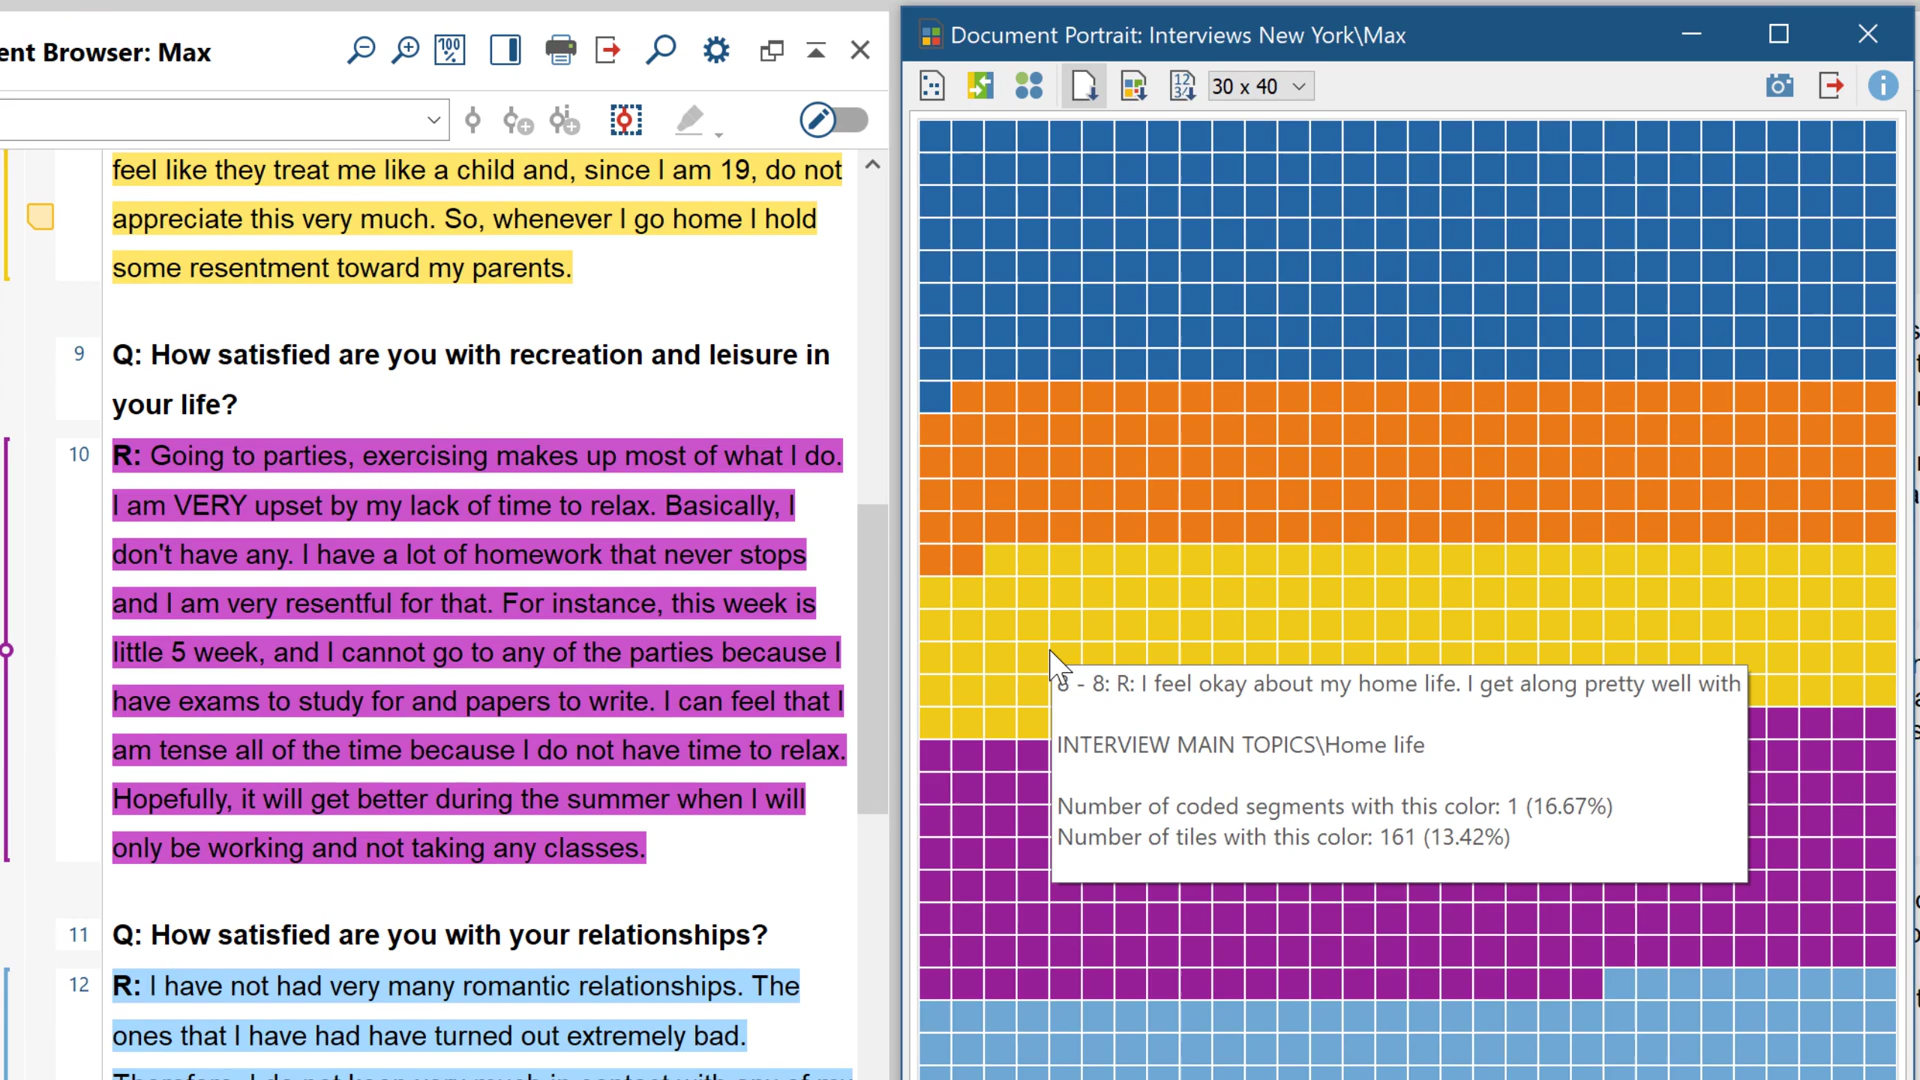 ent Browser: Max
feel like they treat me like a child and, since I am 19, do not
appreciate this very much. So, whenever I go home I hold
some resentment toward my parents.
9
Q: How satisfied are you with recreation and leisure in
your life?
10
R: Going to parties, exercising makes up most of what I do.
I am VERY upset by my lack of time to relax. Basically, I
don't have any. I have a lot of homework that never stops
and I am very resentful for that. For instance, this week is
little 5 week, and I cannot go to any of the parties because I
have exams to study for and papers to write. I can feel that I
am tense all of the time because I do not have time to relax.
Hopefully, it will get better during the summer when I will
only be working and not taking any classes.
11
Q: How satisfied are you with your relationships?
12
R: I have not had very many romantic relationships. The
ones that I have had have turned out extremely bad.
Document Portrait: Interviews New York\Max
30 x 40
8 - 8: R: I feel okay about my home life. I get along pretty well with
INTERVIEW MAIN TOPICS\Home life
Number of coded segments with this color: 1 (16.67%)
Number of tiles with this color: 161 (13.42%)